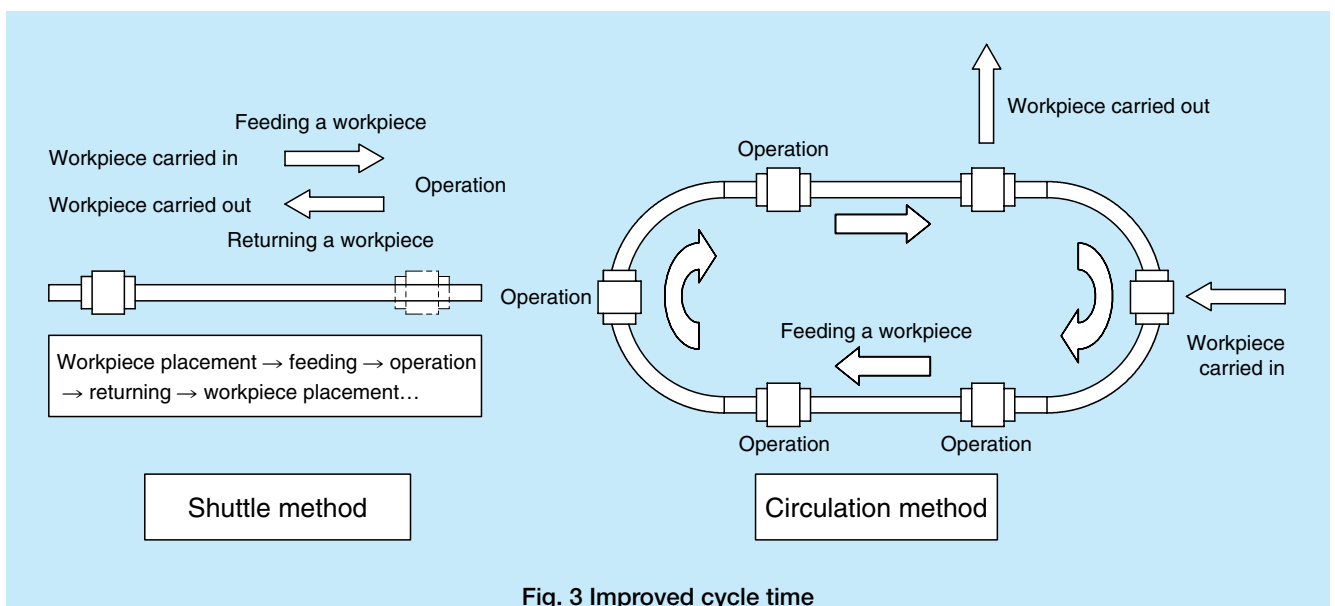 Feeding a workpiece
Workpiece carried in
Operation
Workpiece carried out
Returning a workpiece
Workpiece placement → feeding → operation
→ returning → workpiece placement…
Shuttle method
Workpiece carried out
Operation
Operation
Feeding a workpiece
Workpiece
carried in
Operation
Operation
Circulation method
Fig. 3 Improved cycle time